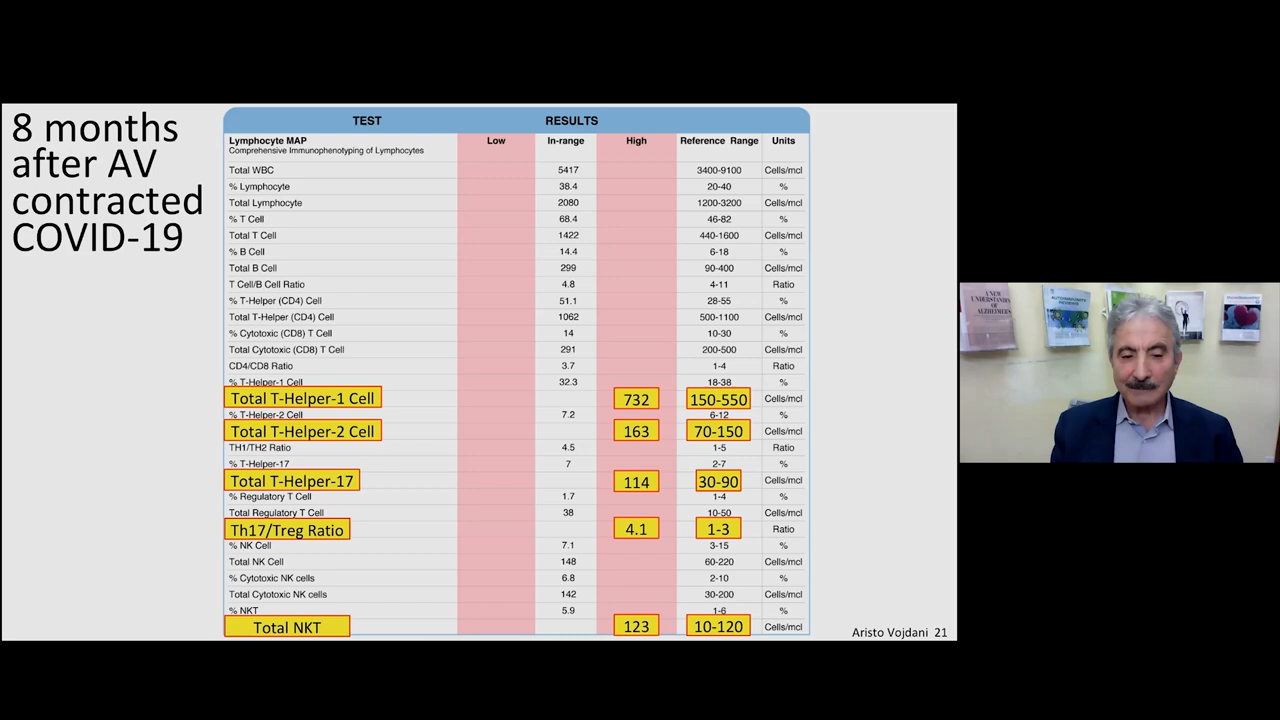 8 months
after AV
contracted
COVID-19
TEST RESULTS
Lymphocyte MAP Low In-range High Reference Range Units
Comprehensive Immunophenotyping of Lymphocytes
Total WBC 5417 3400-9100 Cells/mcl
% Lymphocyte 38.4 20-40 %
Total Lymphocyte 2080 1200-3200 Cells/mcl
% T Cell 68.4 46-82 %
Total T Cell 1422 440-1600 Cells/mcl
% B Cell 14.4 6-18 %
Total B Cell 299 90-400 Cells/mcl
T Cell/B Cell Ratio 4.8 4-11 Ratio
% T-Helper (CD4) Cell 51.1 28-55 %
Total T-Helper (CD4) Cell 1062 500-1100 Cells/mcl
% Cytotoxic (CD8) T Cell 14 10-30 %
Total Cytotoxic (CD8) T Cell 291 200-500 Cells/mcl
CD4/CD8 Ratio 3.7 1-4 Ratio
% T-Helper-1 Cell 32.3 18-38 %
Total T-Helper-1 Cell 732 150-550 Cells/mcl
% T-Helper-2 Cell 7.2 6-12 %
Total T-Helper-2 Cell 163 70-150 Cells/mcl
TH1/TH2 Ratio 4.5 1-5 Ratio
% T-Helper-17 7 2-7 %
Total T-Helper-17 114 30-90 Cells/mcl
% Regulatory T Cell 1.7 1-4 %
Total Regulatory T Cell 38 10-50 Cells/mcl
Th17/Treg Ratio 4.1 1-3 Ratio
% NK Cell 7.1 3-15 %
Total NK Cell 148 60-220 Cells/mcl
% Cytotoxic NK cells 6.8 2-10 %
Total Cytotoxic NK cells 142 30-200 Cells/mcl
% NKT 5.9 1-6 %
Total NKT 123 10-120 Cells/mcl
Aristo Vojdani 21
A NEW
UNDERSTANDING
OF
ALZHEIMERS
AUTOIMMUNITY
REVIEWS